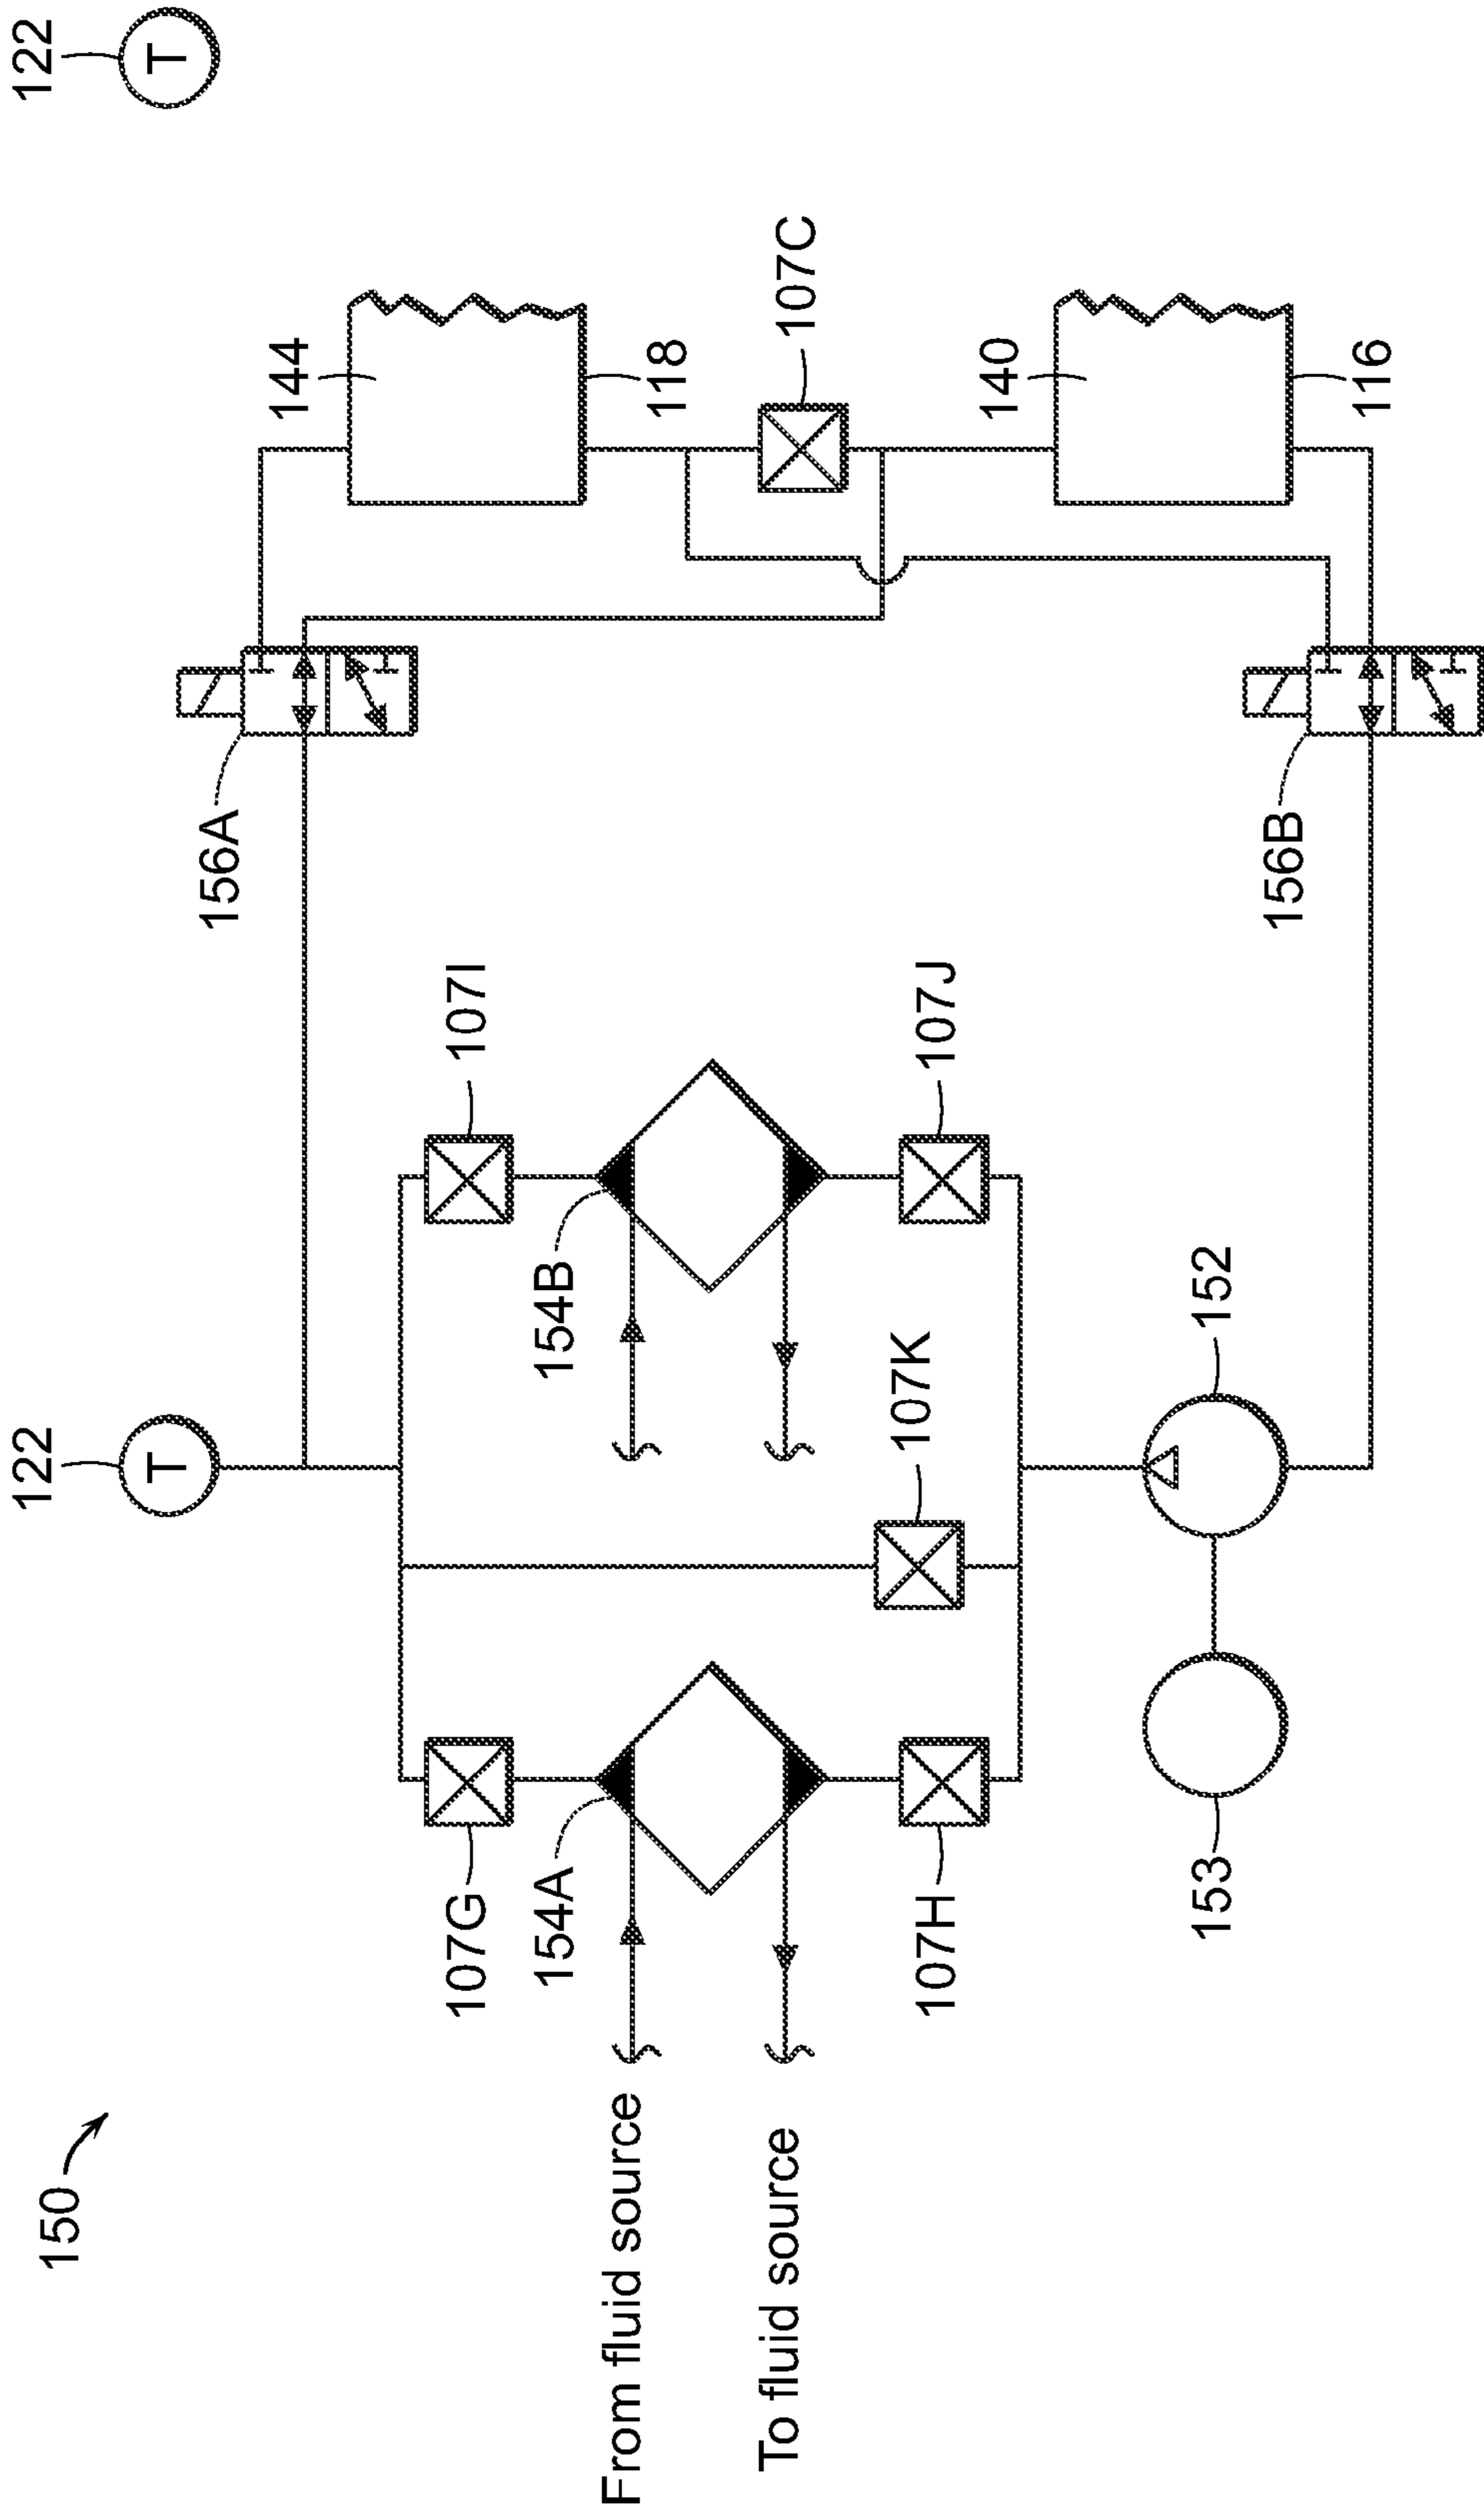 150
122
T
122
T
156A
144
118
107C
140
116
156B
107I
107J
154B
107K
152
107G
154A
107H
153
From fluid source
To fluid source